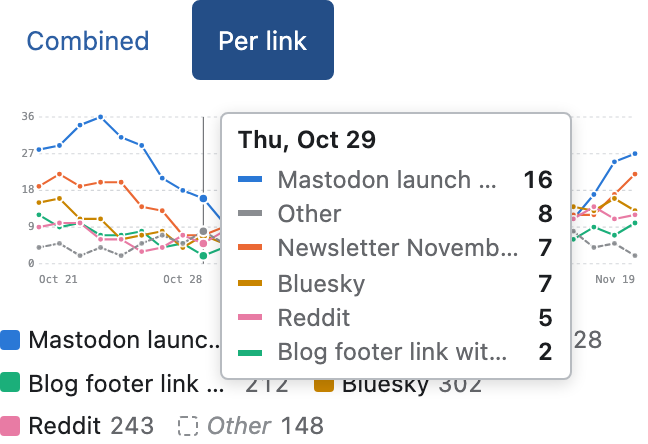 Combined Per link
36
Thu, Oct 29
27
Mastodon launch ... 16
18
Other 8
9
Newsletter Novemb... 7
0
Bluesky 7
Oct 21 Oct 28 Nov 19
Reddit 5
Mastodon launc.. 28
Blog footer link wit... 2
Blog footer link ... 212 Bluesky 302
Reddit 243 Other 148